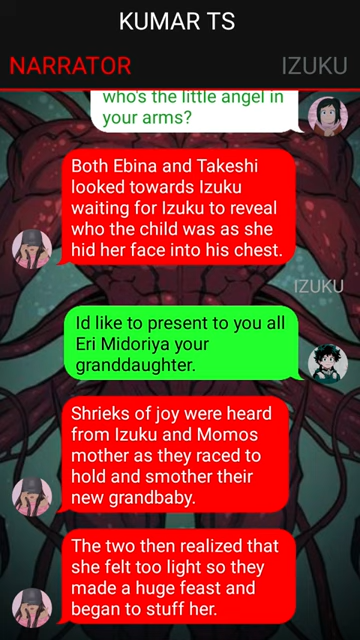 KUMAR TS
NARRATOR IZUKU
who's the little angel in
your arms?
Both Ebina and Takeshi
looked towards Izuku
waiting for Izuku to reveal
who the child was as she
hid her face into his chest.
IZUKU
Id like to present to you all
Eri Midoriya your
granddaughter.
Shrieks of joy were heard
from Izuku and Momos
mother as they raced to
hold and smother their
new grandbaby.
The two then realized that
she felt too light so they
made a huge feast and
began to stuff her.